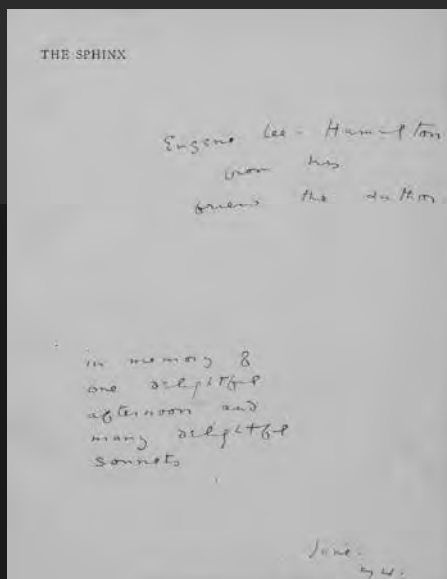 THE SPHINX
Eugene Lee-Hamilton
from his
friend the author.
in memory of
one delightful
afternoon and
many delightful
sonnets
June.
94.